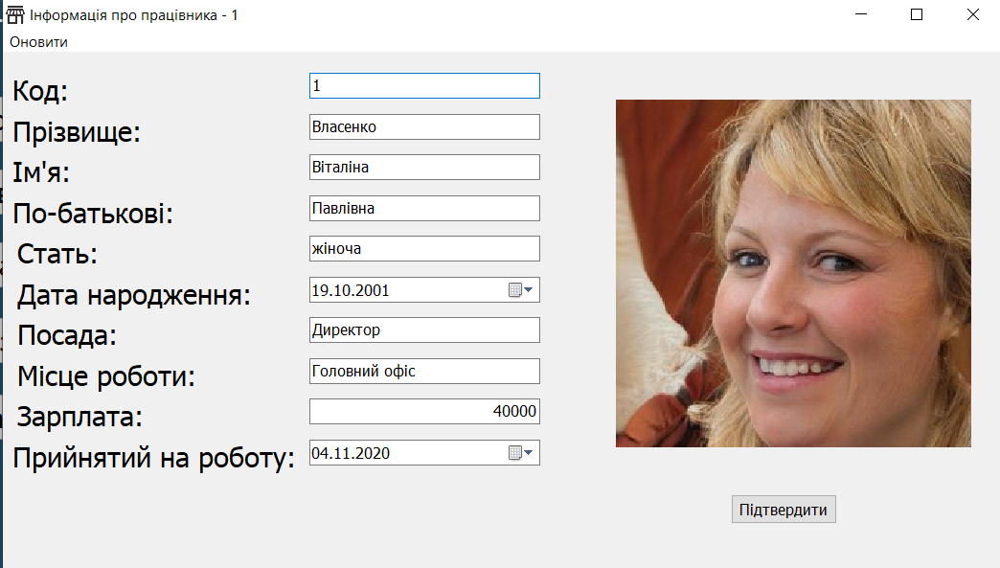 Інформація про працівника - 1
Оновити
Код: 1
Прізвище: Власенко
Ім'я: Віталіна
По-батькові: Павлівна
Стать: жіноча
Дата народження: 19.10.2001
Посада: Директор
Місце роботи: Головний офіс
Зарплата: 40000
Прийнятий на роботу: 04.11.2020
Підтвердити